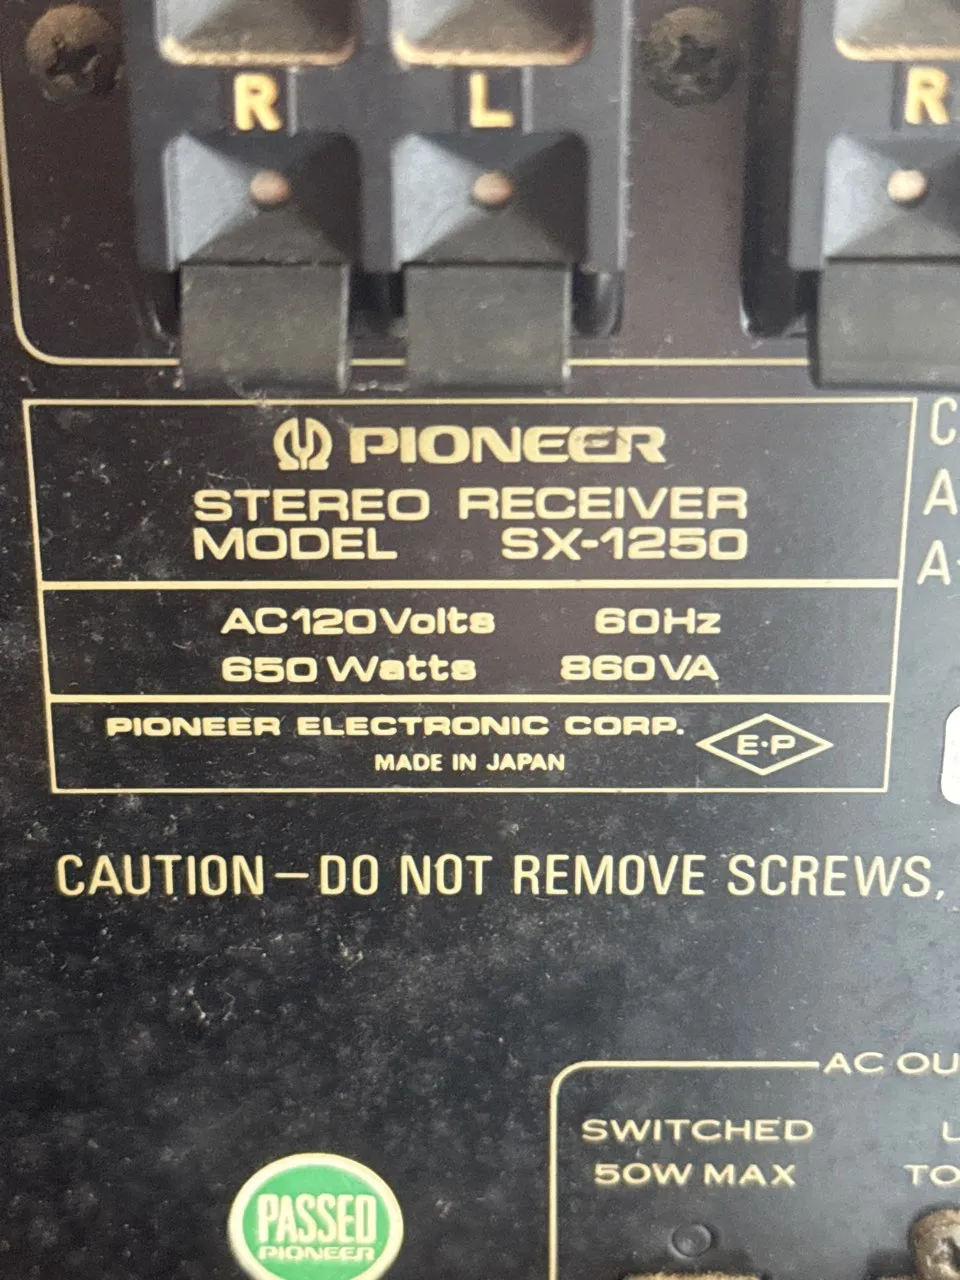 R L R
PIONEER
STEREO RECEIVER
MODEL SX-1250
AC120Volts 60Hz
650 Watts 860VA
PIONEER ELECTRONIC CORP.
E·P
MADE IN JAPAN
C
A
A
CAUTION—DO NOT REMOVE SCREWS,
AC OU
SWITCHED
50W MAX
TO
PASSED
PIONEER